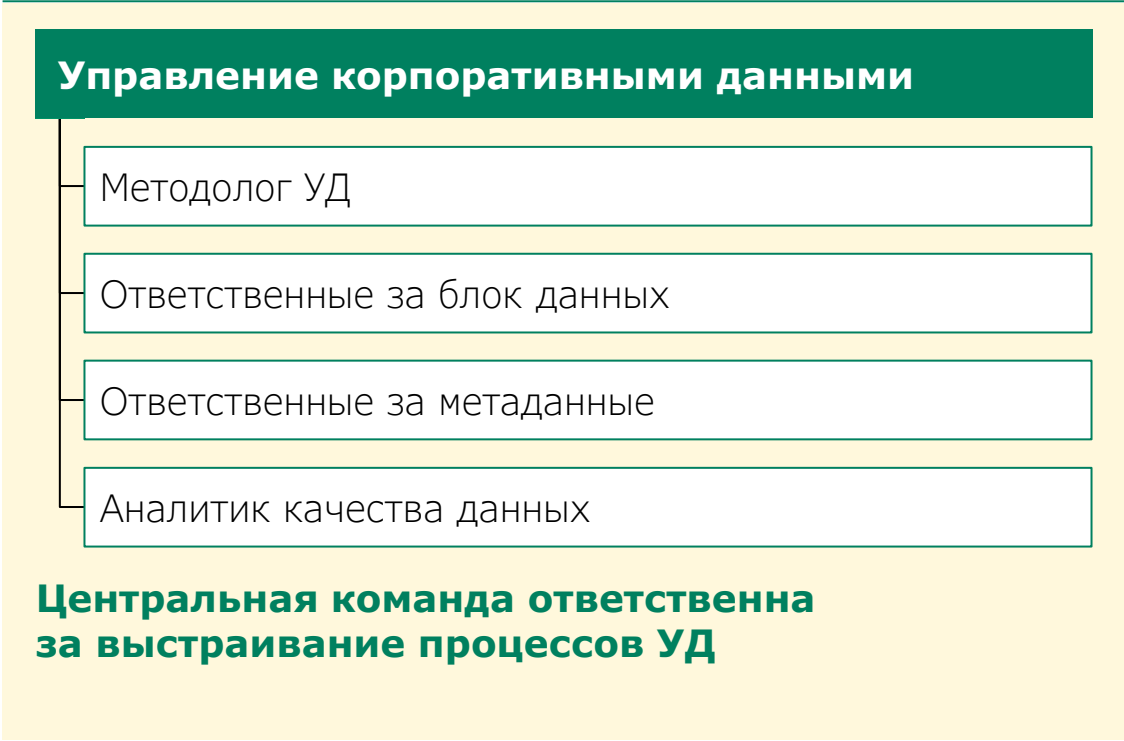 Управление корпоративными данными
Методолог УД
Ответственные за блок данных
Ответственные за метаданные
Аналитик качества данных
Центральная команда ответственна
за выстраивание процессов УД